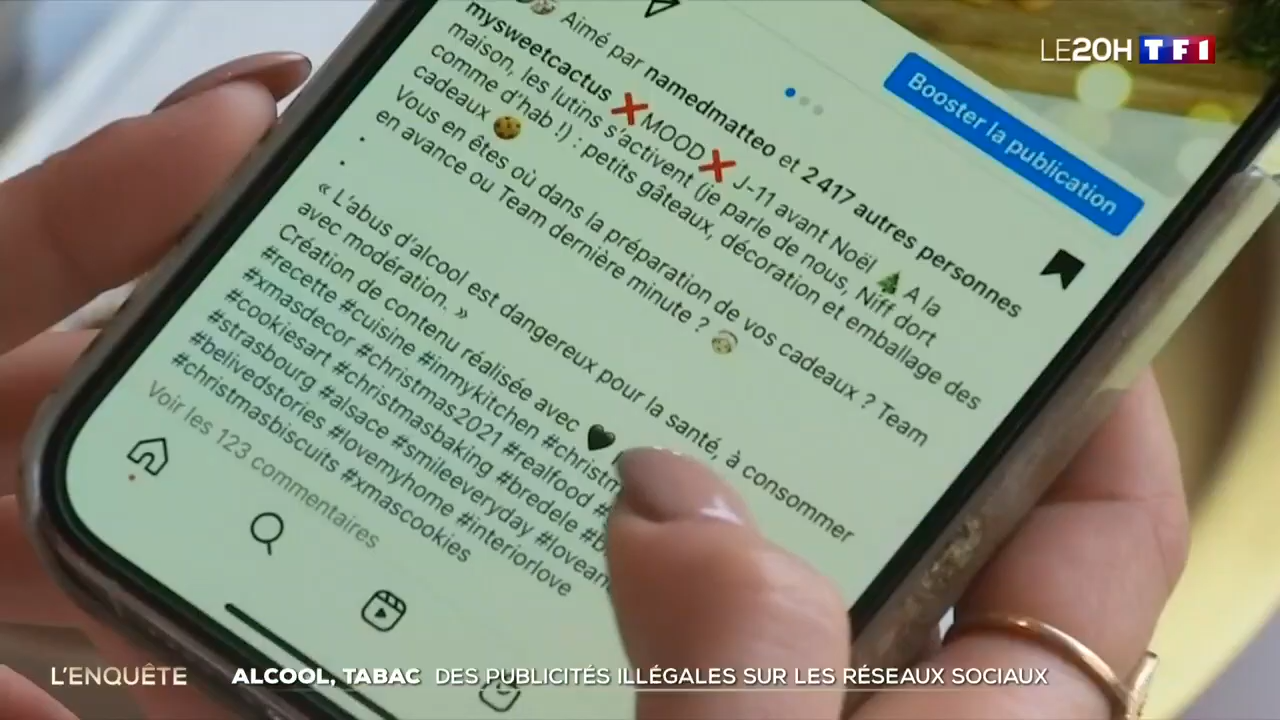 LE20H TF1
Booster la publication
Aimé par namedmatteo et 2 417 autres personnes
mysweetcactus ❌MOOD❌ J-11 avant Noël 🎄 A la
maison, les lutins s'activent (je parle de nous, Niff dort
comme d'hab !) : petits gâteaux, décoration et emballage des
cadeaux 🍪
Vous en êtes où dans la préparation de vos cadeaux ? Team
en avance ou Team dernière minute ?
.
.
« L'abus d'alcool est dangereux pour la santé, à consommer
avec modération. »
Création de contenu réalisée avec 🖤
#recette #cuisine #inmykitchen #christm
#xmasdecor #christmas2021 #realfood #
#cookiesart #christmasbaking #bredele #b
#strasbourg #alsace #smileeveryday #lovean
#belivedstories #lovemyhome #interiorlove
#christmasbiscuits #xmascookies
Voir les 123 commentaires
L'ENQUÊTE ALCOOL, TABAC DES PUBLICITÉS ILLÉGALES SUR LES RÉSEAUX SOCIAUX